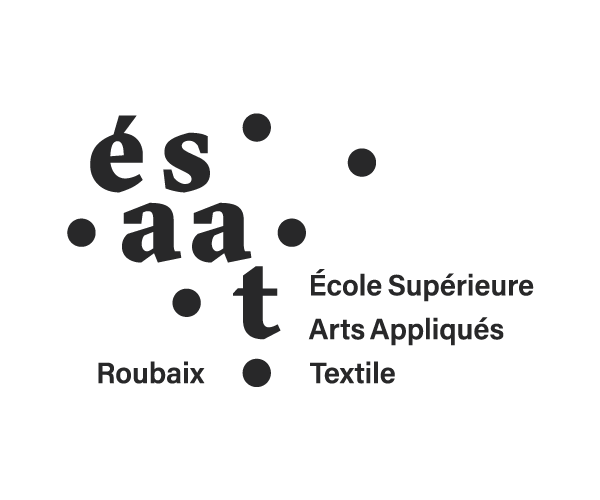 és
aa
t
École Supérieure
Arts Appliqués
Roubaix
Textile